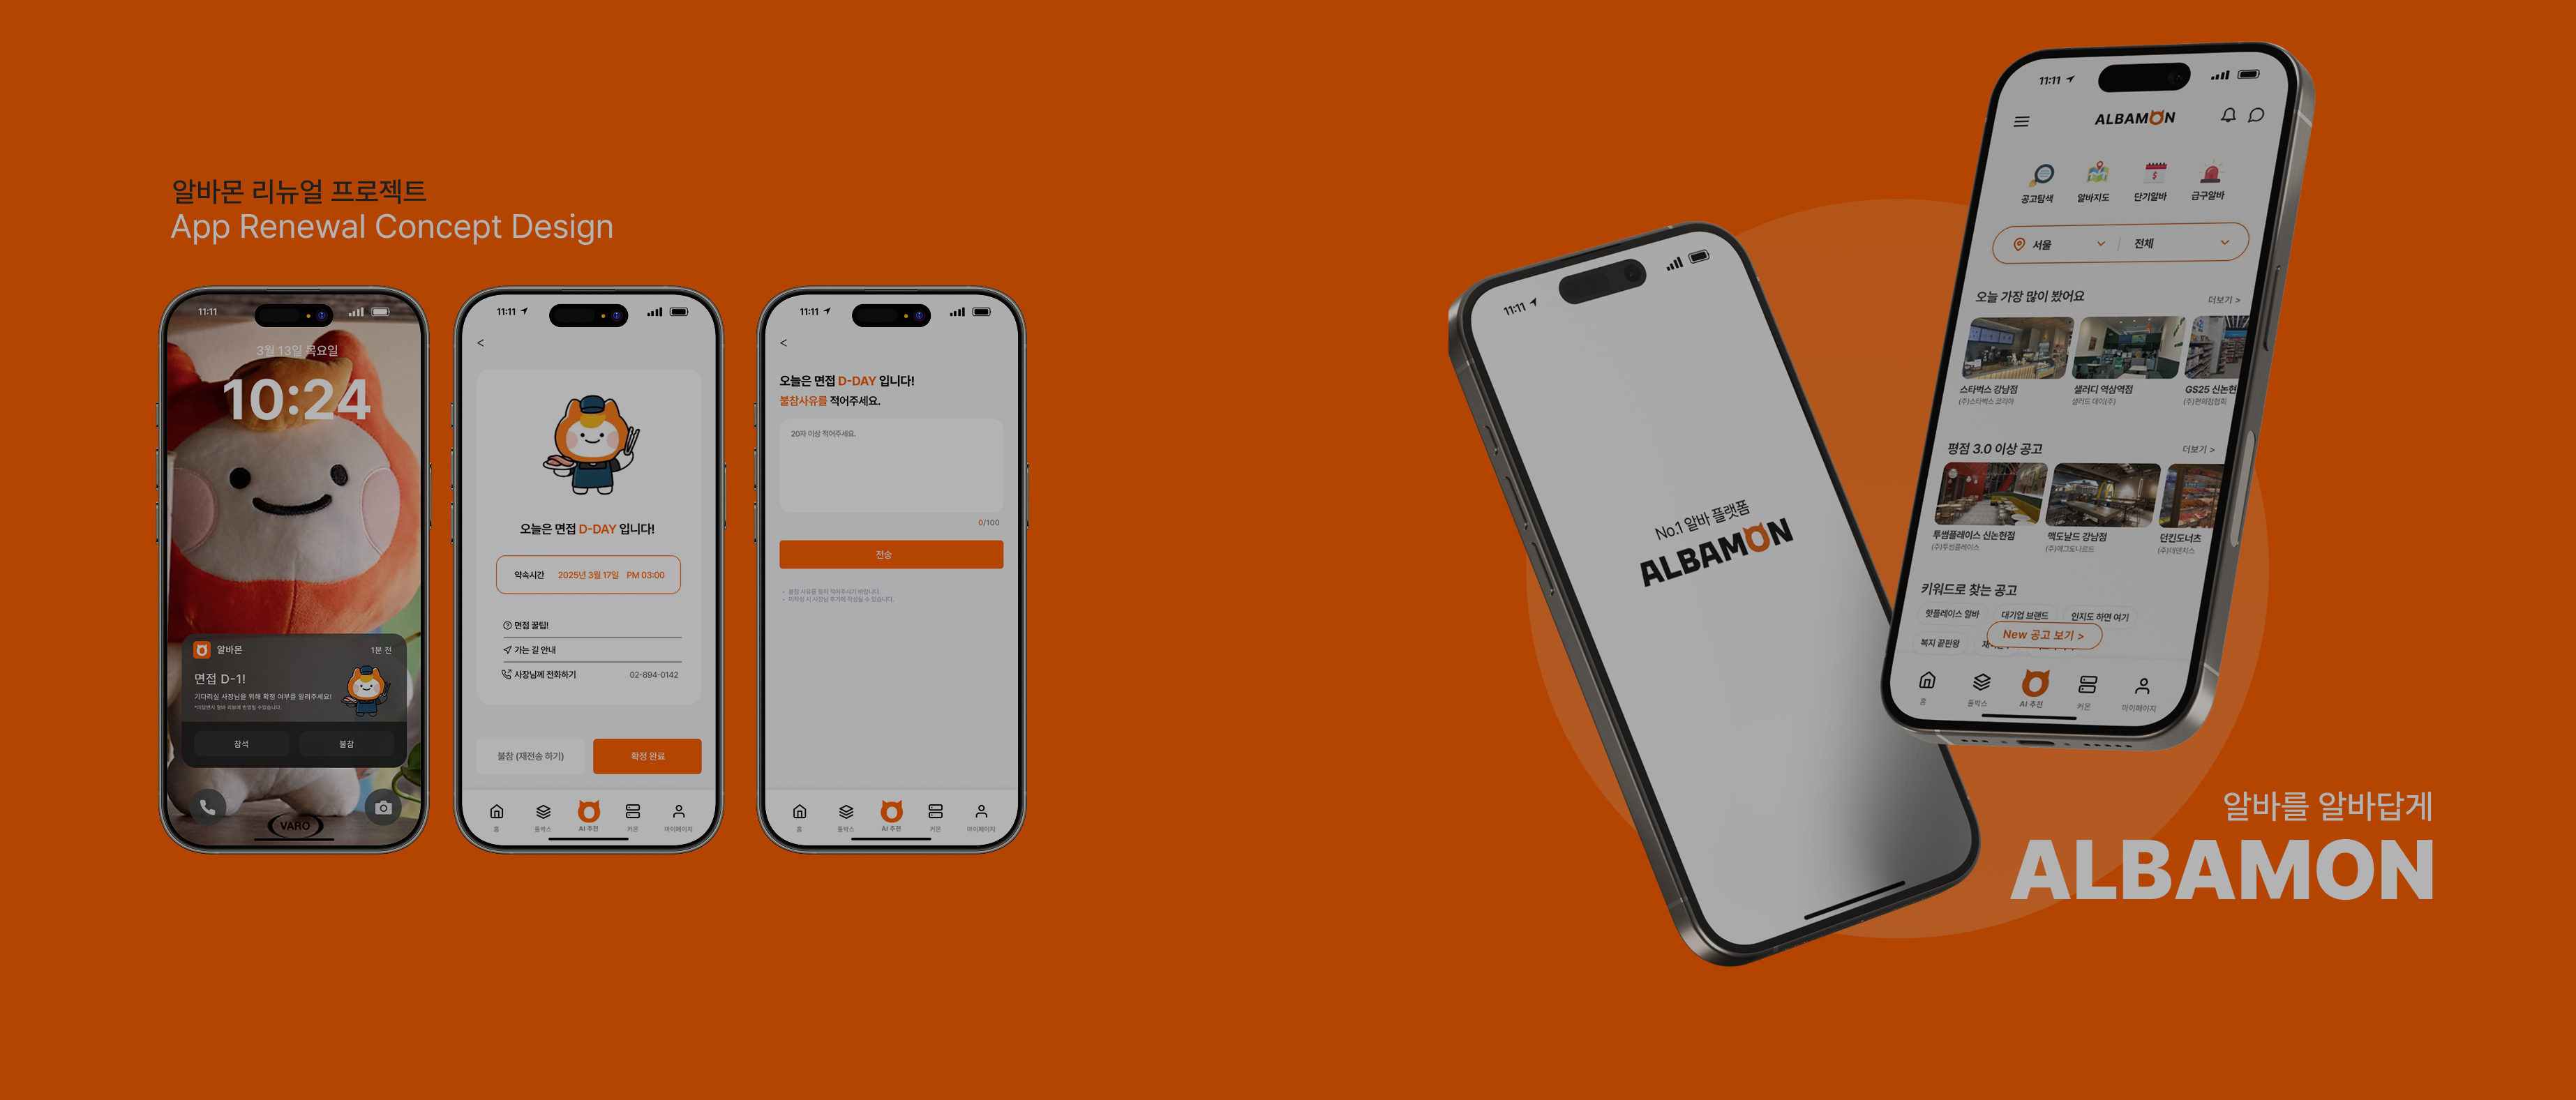 알바몬 리뉴얼 프로젝트
App Renewal Concept Design
11:11
3월 13일 목요일
10:24
알바몬
1분 전
면접 D-1!
기다리실 사장님을 위해 확정 여부를 알려주세요!
참석
불참
VARO
11:11
<
오늘은 면접 D-DAY 입니다!
약속시간 2025년 3월 17일 PM 03:00
면접 꿀팁!
가는 길 안내
사장님께 전화하기 02-894-0142
불참 (재전송 하기)
확정 완료
홈
툴박스
AI 추천
커온
마이페이지
11:11
<
오늘은 면접 D-DAY 입니다!
불참사유를 적어주세요.
20자 이상 적어주세요.
0/100
전송
홈
툴박스
AI 추천
커온
마이페이지
11:11
No.1 알바 플랫폼
ALBAMON
11:11
ALBAMON
공고탐색
알바지도
단기알바
급구알바
서울
전체
오늘 가장 많이 봤어요
더보기 >
스타벅스 강남점
(주)스타벅스 코리아
샐러디 역삼역점
샐러드 데이(주)
GS25 신논현
(주)편의점협회
평점 3.0 이상 공고
더보기 >
투썸플레이스 신논현점
(주)투썸플레이스
맥도날드 강남점
(주)매그도나르드
던킨도너츠
키워드로 찾는 공고
핫플레이스 알바
대기업 브랜드
인지도 하면 여기
복지 끝판왕
New 공고 보기 >
홈
툴박스
AI 추천
커온
마이페이지
알바를 알바답게
ALBAMON